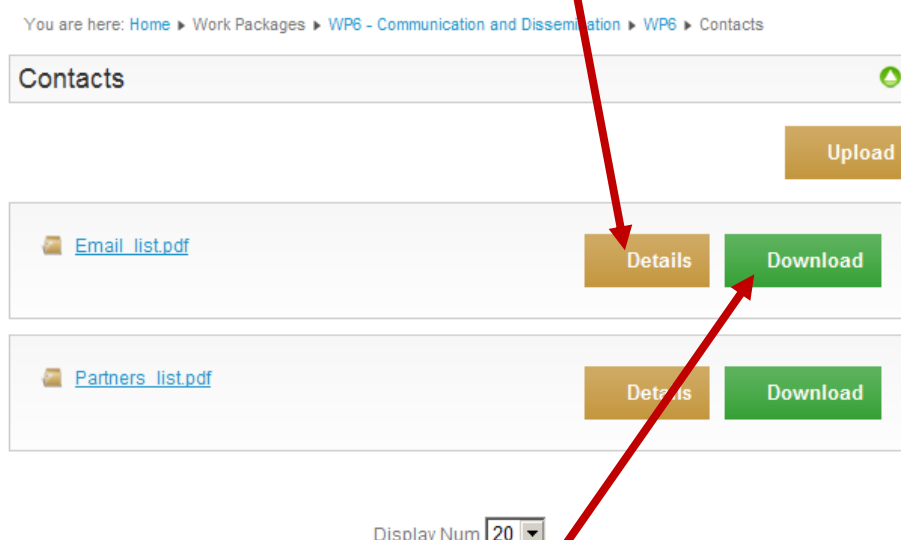 You are here: Home ▸ Work Packages ▸ WP6 - Communication and Dissemination ▸ WP6 ▸ Contacts
Contacts
Upload
Email_list.pdf Details Download
Partners_list.pdf Details Download
Display Num 20